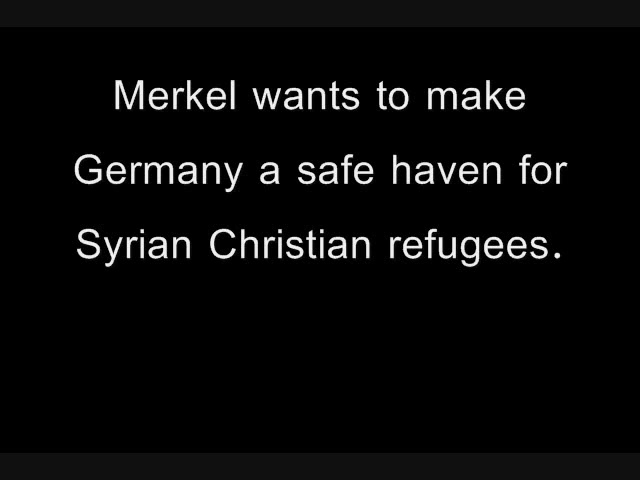 Merkel wants to make
Germany a safe haven for
Syrian Christian refugees.